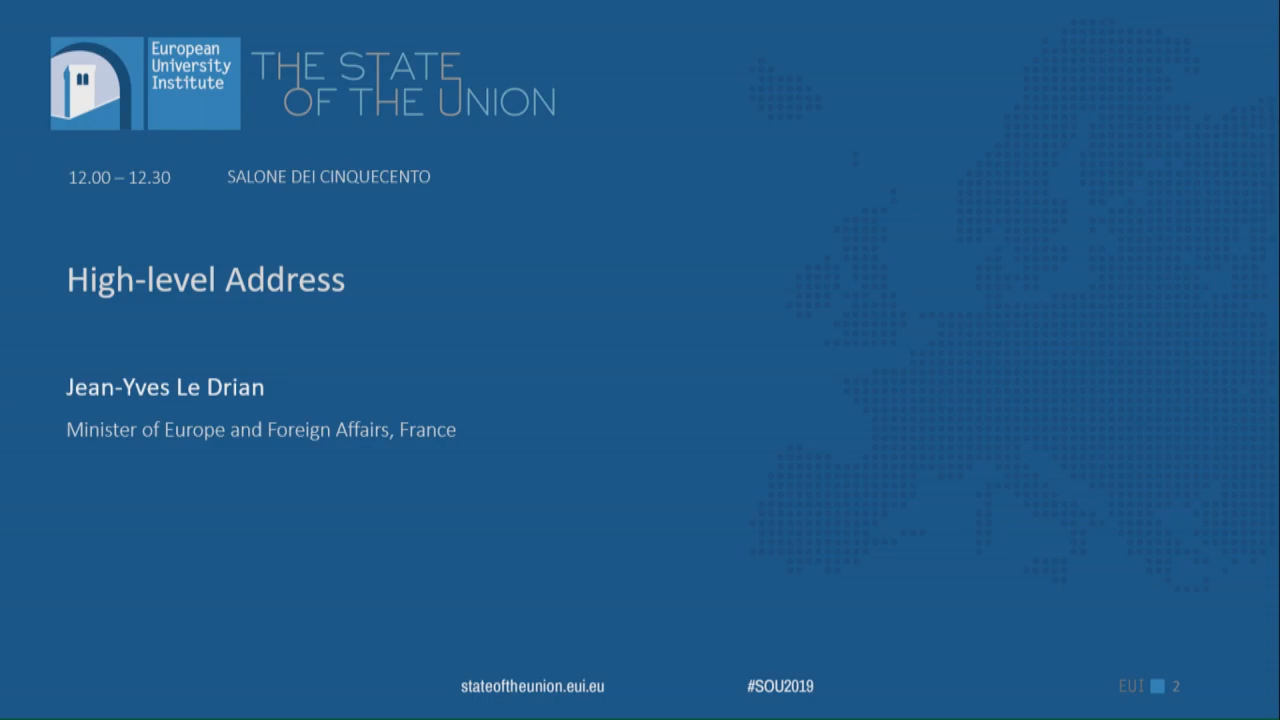 European
University
Institute
THE STATE
OF THE UNION
12.00 – 12.30 SALONE DEI CINQUECENTO
High-level Address
Jean-Yves Le Drian
Minister of Europe and Foreign Affairs, France
stateoftheunion.eui.eu #SOU2019 EUI 2